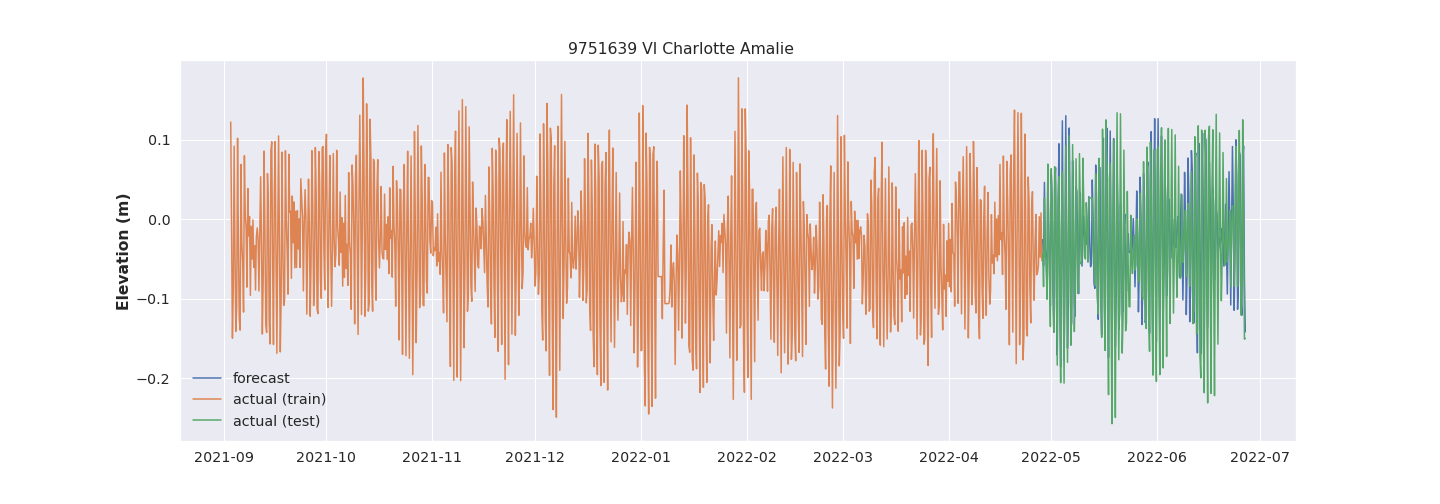 9751639 VI Charlotte Amalie
Elevation (m)
0.1
0.0
−0.1
−0.2
forecast
actual (train)
actual (test)
2021-09 2021-10 2021-11 2021-12 2022-01 2022-02 2022-03 2022-04 2022-05 2022-06 2022-07